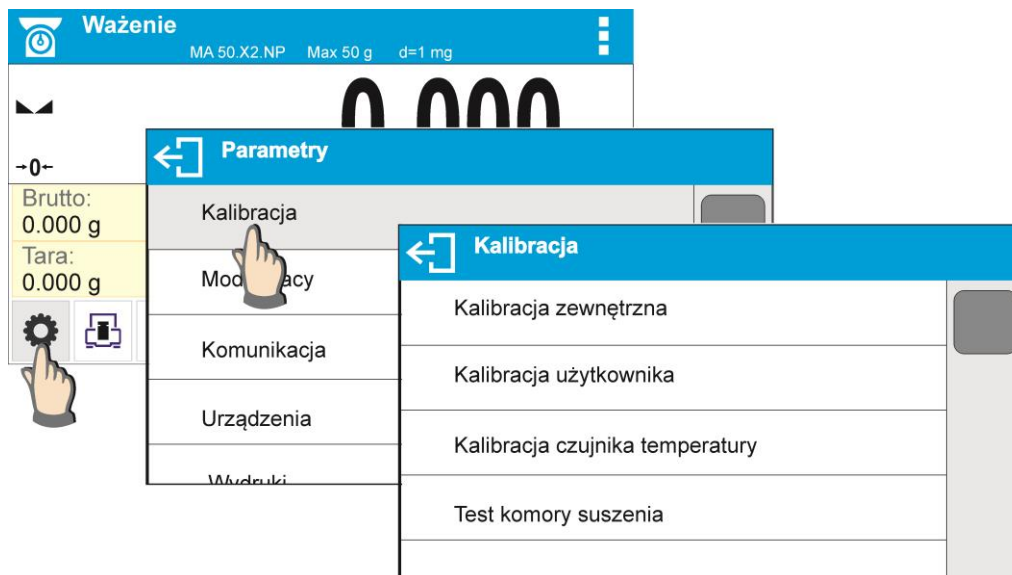 Ważenie
MA 50.X2.NP Max 50 g d=1 mg
0.000
→0←
Brutto:
0.000 g
Tara:
0.000 g
Parametry
Kalibracja
Komunikacja
Urządzenia
Wydruki
Kalibracja
Kalibracja zewnętrzna
Kalibracja użytkownika
Kalibracja czujnika temperatury
Test komory suszenia